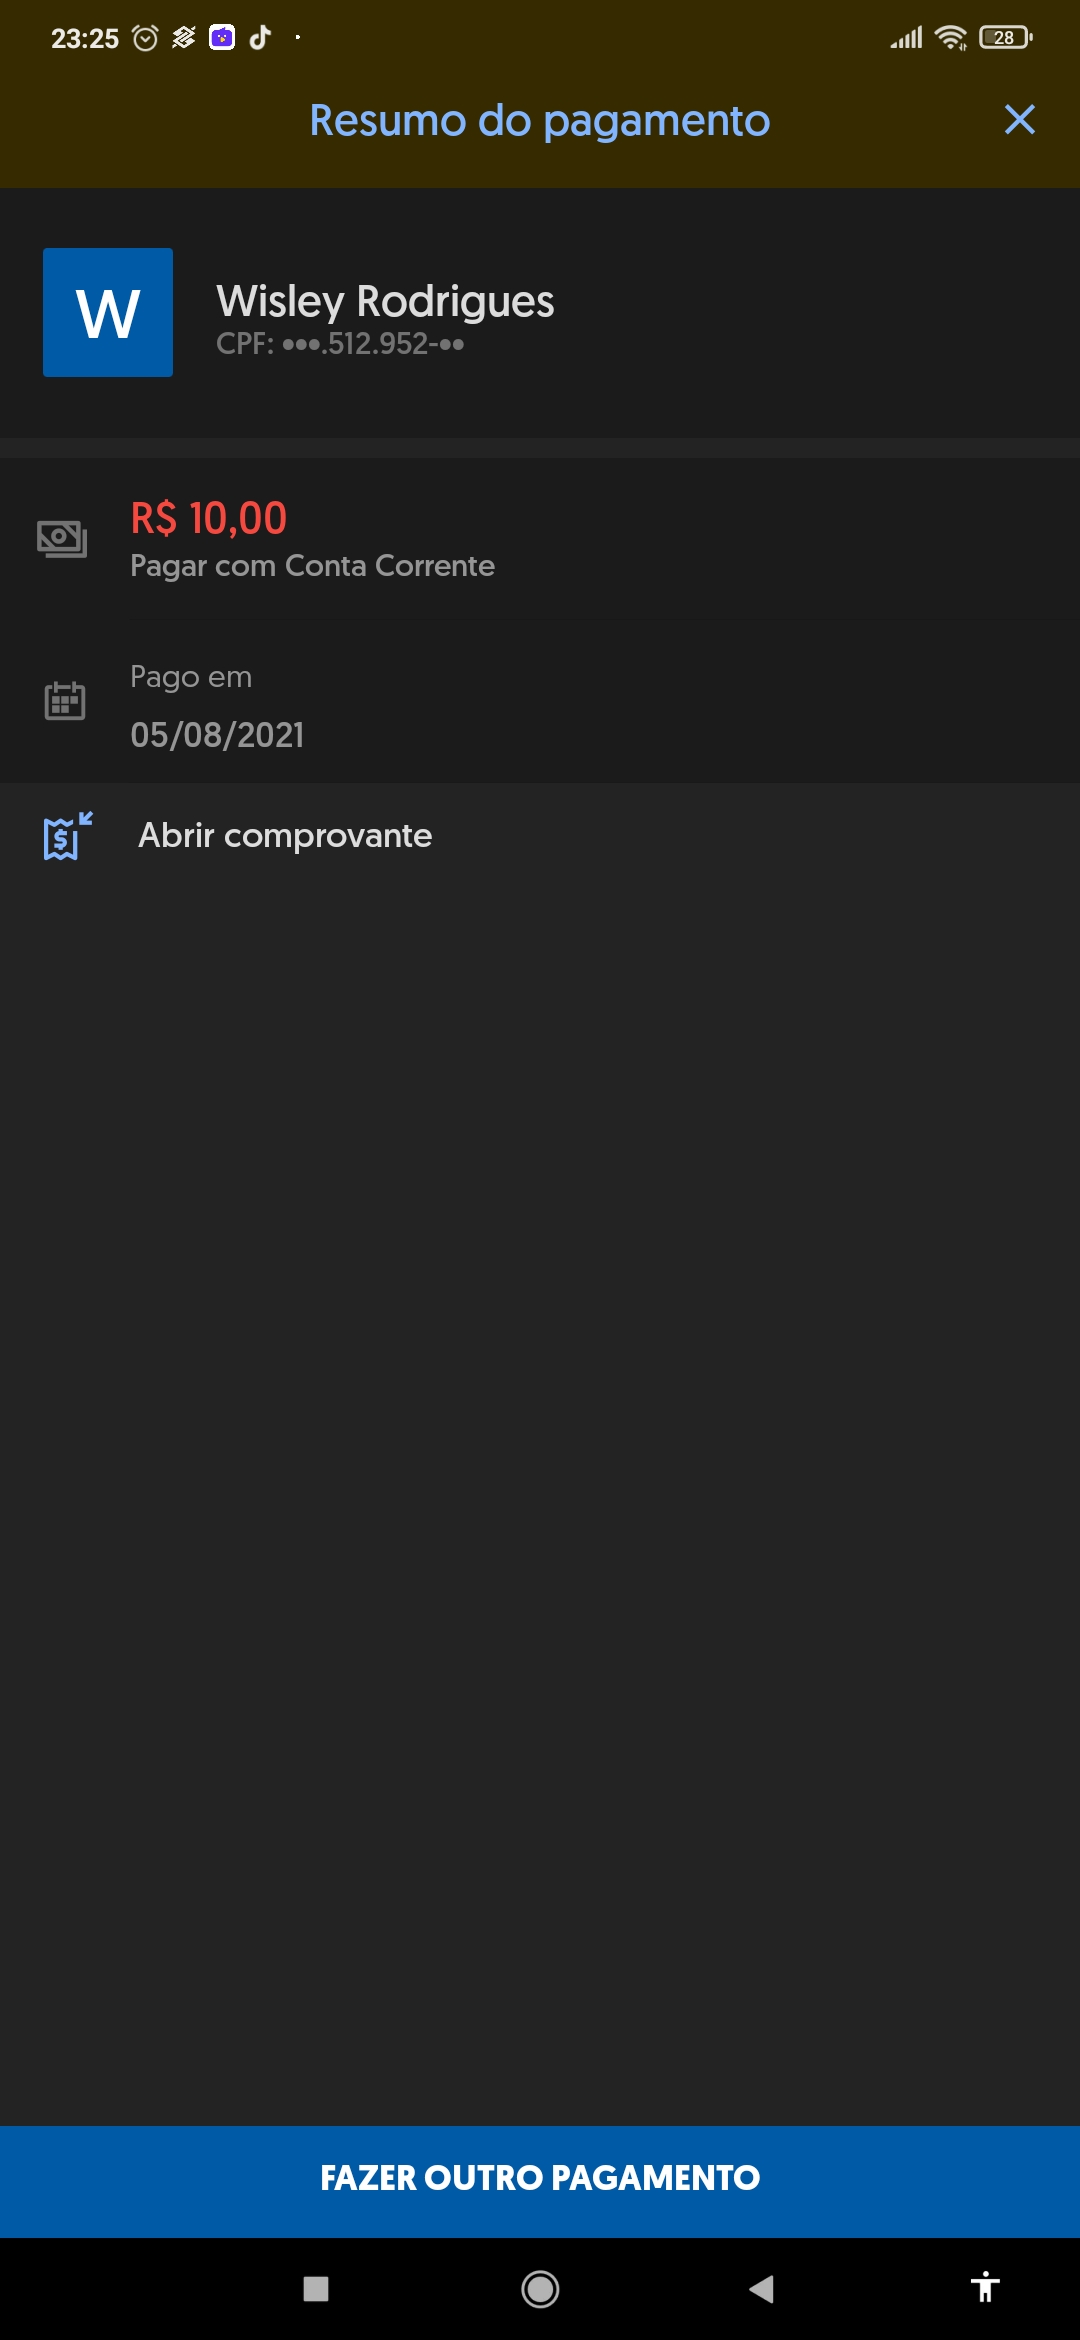 23:25
28
Resumo do pagamento
W
Wisley Rodrigues
CPF: •••.512.952-••
R$ 10,00
Pagar com Conta Corrente
Pago em
05/08/2021
Abrir comprovante
FAZER OUTRO PAGAMENTO